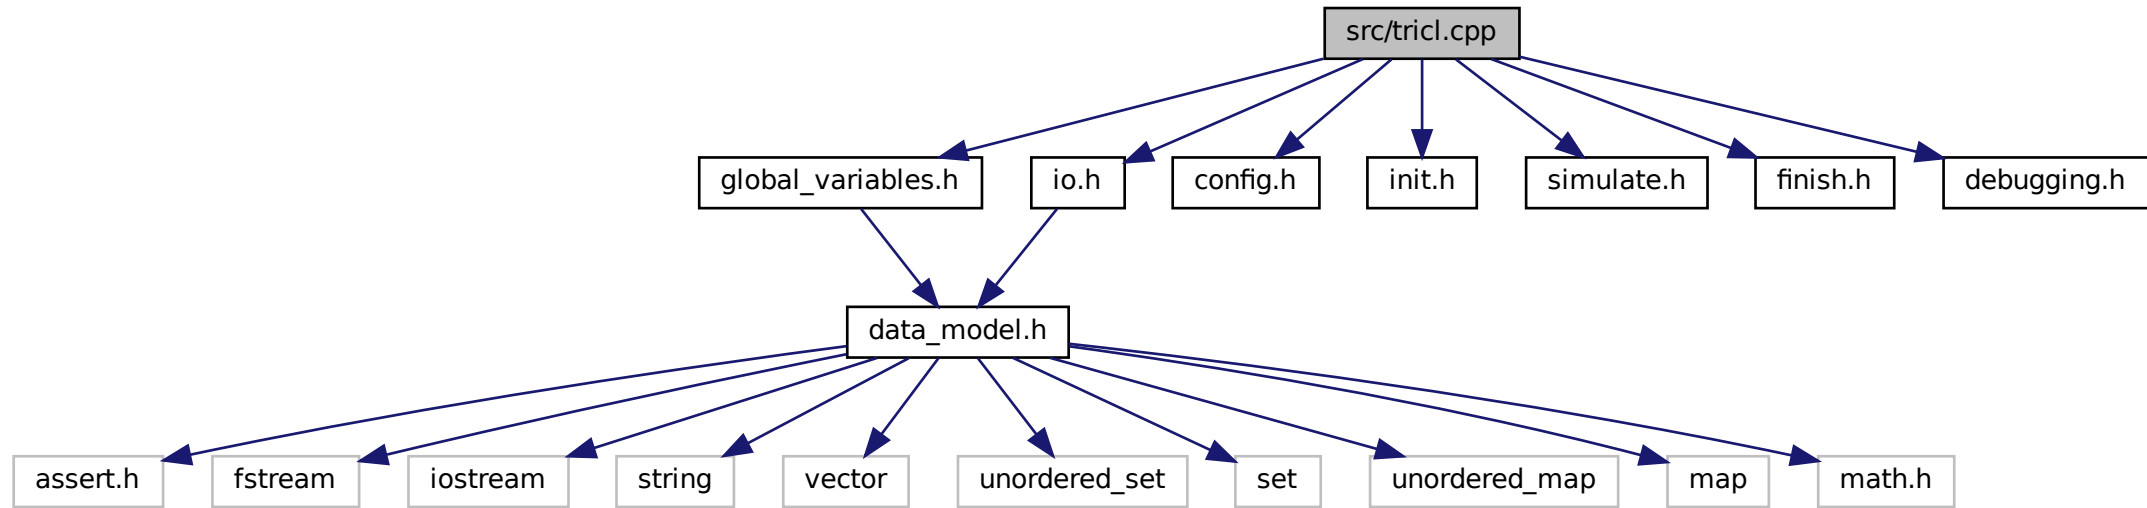 src/tricl.cpp
global_variables.h
io.h
config.h
init.h
simulate.h
finish.h
debugging.h
data_model.h
assert.h
fstream
iostream
string
vector
unordered_set
set
unordered_map
map
math.h